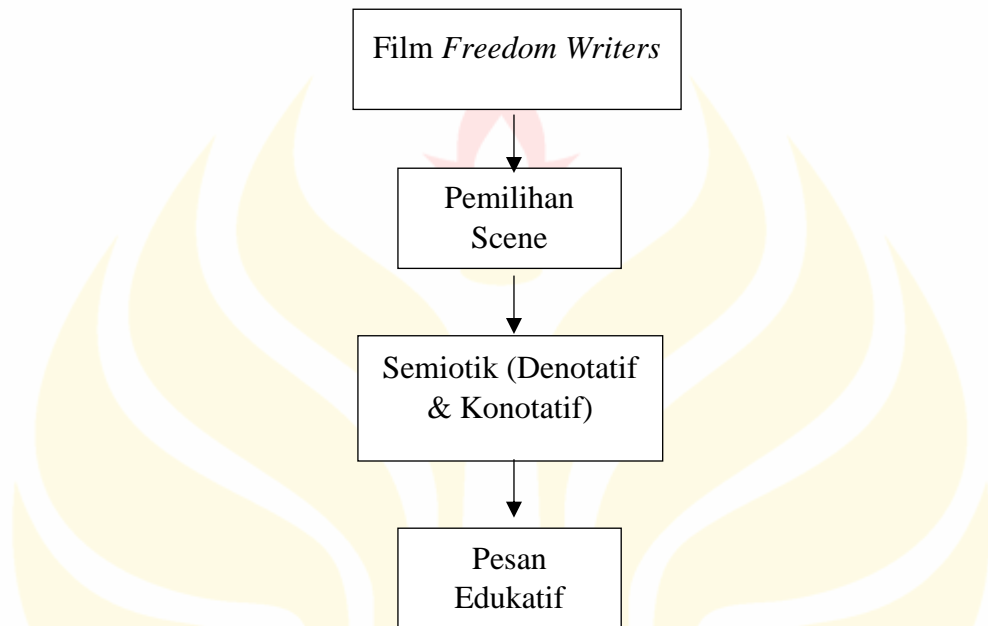 Film Freedom Writers
Pemilihan
Scene
Semiotik (Denotatif
& Konotatif)
Pesan
Edukatif